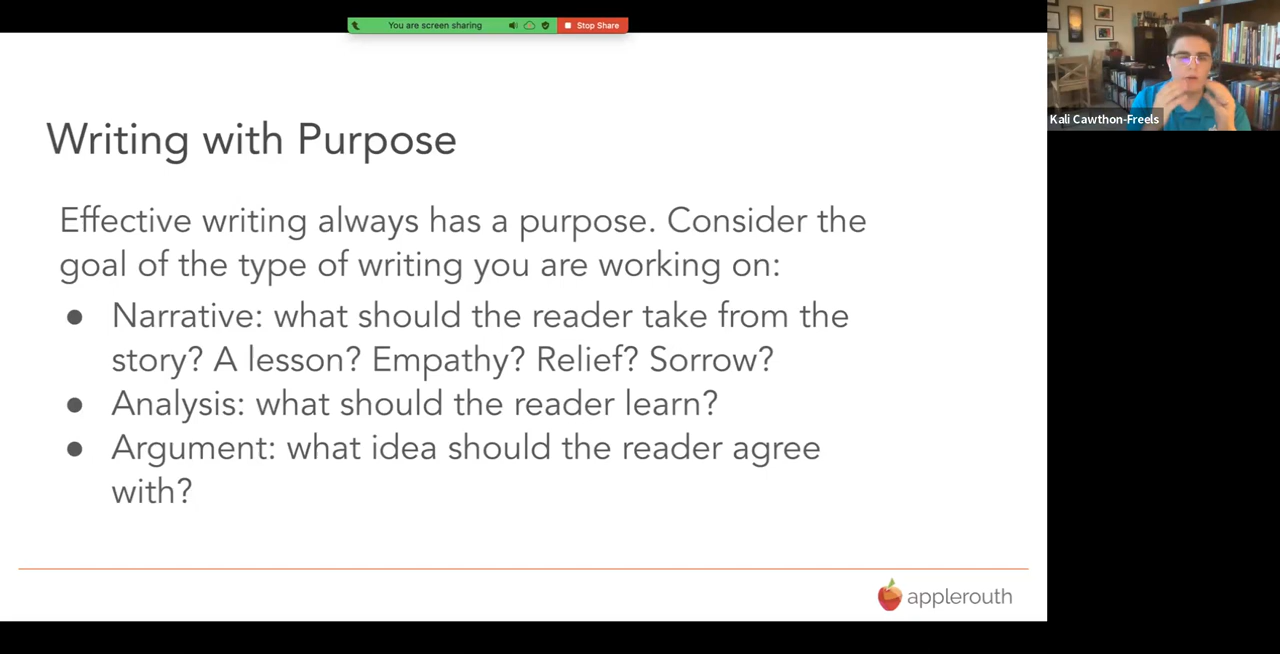 You are screen sharing
Stop Share
Kali Cawthon-Freels
Writing with Purpose
Effective writing always has a purpose. Consider the
goal of the type of writing you are working on:
● Narrative: what should the reader take from the
story? A lesson? Empathy? Relief? Sorrow?
● Analysis: what should the reader learn?
● Argument: what idea should the reader agree
with?
applerouth